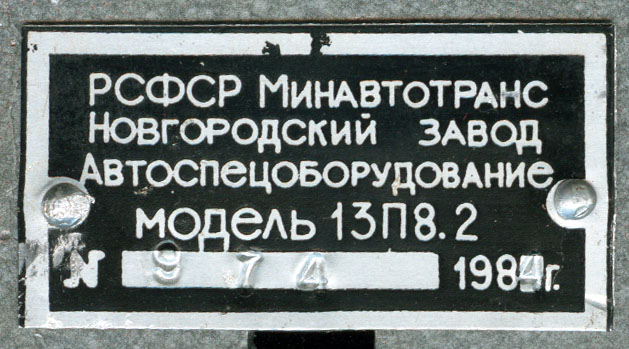 РСФСР Минавтотранс
Новгородский завод
Автоспецоборудование
модель 13П8.2
N 974 1984г.